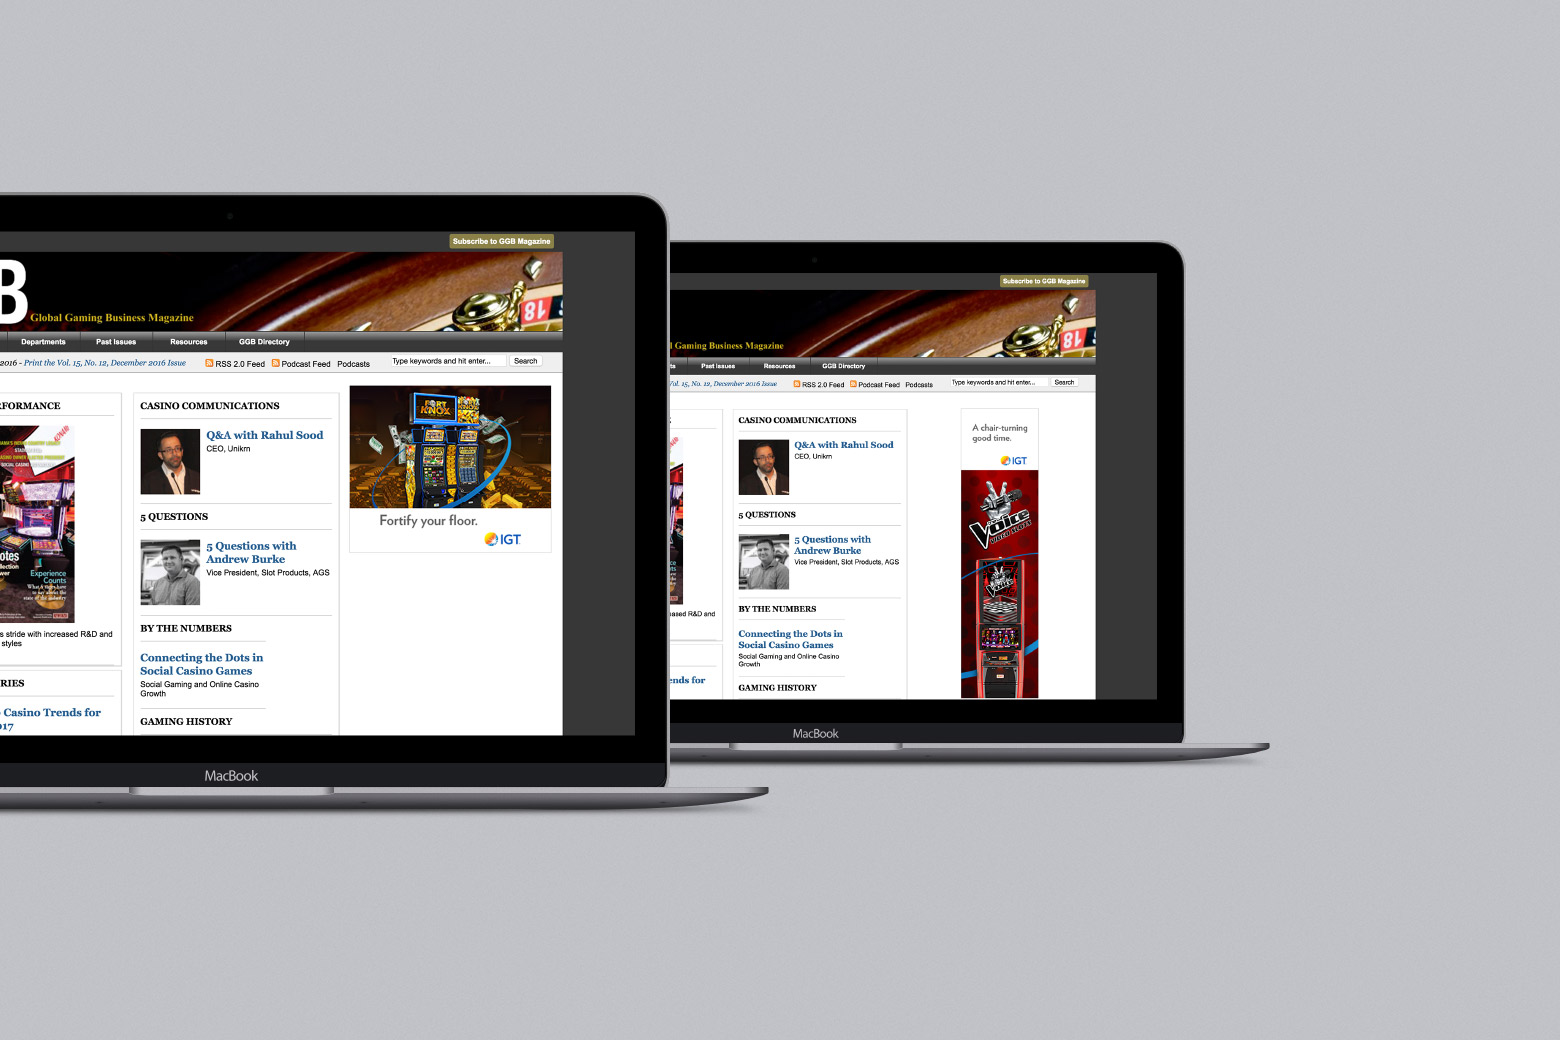 Subscribe to GGB Magazine
B
Global Gaming Business Magazine
18
Departments
Past Issues
Resources
GGB Directory
2016 - Print the Vol. 15, No. 12, December 2016 Issue
RSS 2.0 Feed
Podcast Feed
Podcasts
Type keywords and hit enter...
Search
RFORMANCE
Experience
Counts
s stride with increased R&D and
styles
RIES
Casino Trends for
017
CASINO COMMUNICATIONS
Q&A with Rahul Sood
CEO, Unikrn
5 QUESTIONS
5 Questions with
Andrew Burke
Vice President, Slot Products, AGS
BY THE NUMBERS
Connecting the Dots in
Social Casino Games
Social Gaming and Online Casino
Growth
GAMING HISTORY
FORT
KNOX
Fortify your floor.
IGT
MacBook
Subscribe to GGB Magazine
l Gaming Business Magazine
18
ts
Past Issues
Resources
GGB Directory
Vol. 15, No. 12, December 2016 Issue
RSS 2.0 Feed
Podcast Feed
Podcasts
Type keywords and hit enter...
Search
ased R&D and
ends for
CASINO COMMUNICATIONS
Q&A with Rahul Sood
CEO, Unikrn
5 QUESTIONS
5 Questions with
Andrew Burke
Vice President, Slot Products, AGS
BY THE NUMBERS
Connecting the Dots in
Social Casino Games
Social Gaming and Online Casino
Growth
GAMING HISTORY
A chair-turning
good time.
IGT
The
Voice
VIDEO SLOTS
MacBook